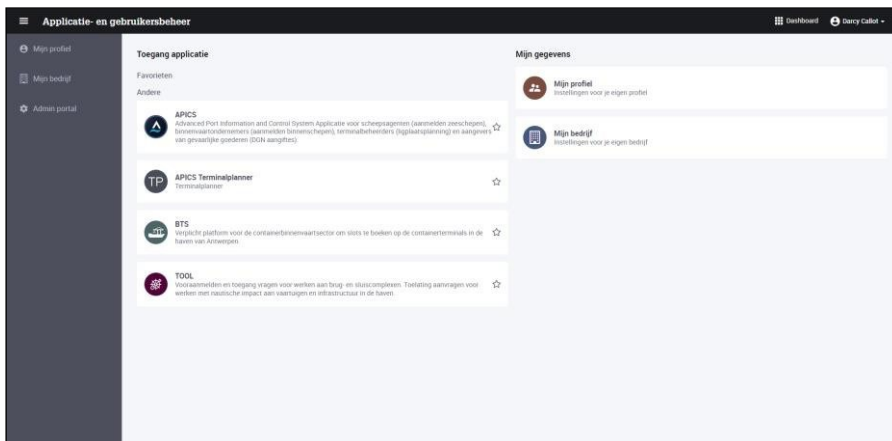 Applicatie- en gebruikersbeheer
Dashboard
Darcy Callot
Mijn profiel
Mijn bedrijf
Admin portal
Toegang applicatie
Favorieten
Andere
APICS
Advanced Port Information and Control System Applicatie voor scheepsagenten (aanmelden zeeschepen),
binnenvaartondernemers (aanmelden binnenschepen), terminalbeheerders (ligplaatsplanning) en aangevers
van gevaarlijke goederen (DGN aangiftes)
TP
APICS Terminalplanner
Terminalplanner
BTS
Verplicht platform voor de containerbinnenvaartsector om slots te boeken op de containerterminals in de
haven van Antwerpen
TOOL
Vooraanmelden en toegang vragen voor werken aan brug- en sluiscomplexen. Toelating aanvragen voor
werken met nautische impact aan vaartuigen en infrastructuur in de haven
Mijn gegevens
Mijn profiel
Instellingen voor je eigen profiel
Mijn bedrijf
Instellingen voor je eigen bedrijf